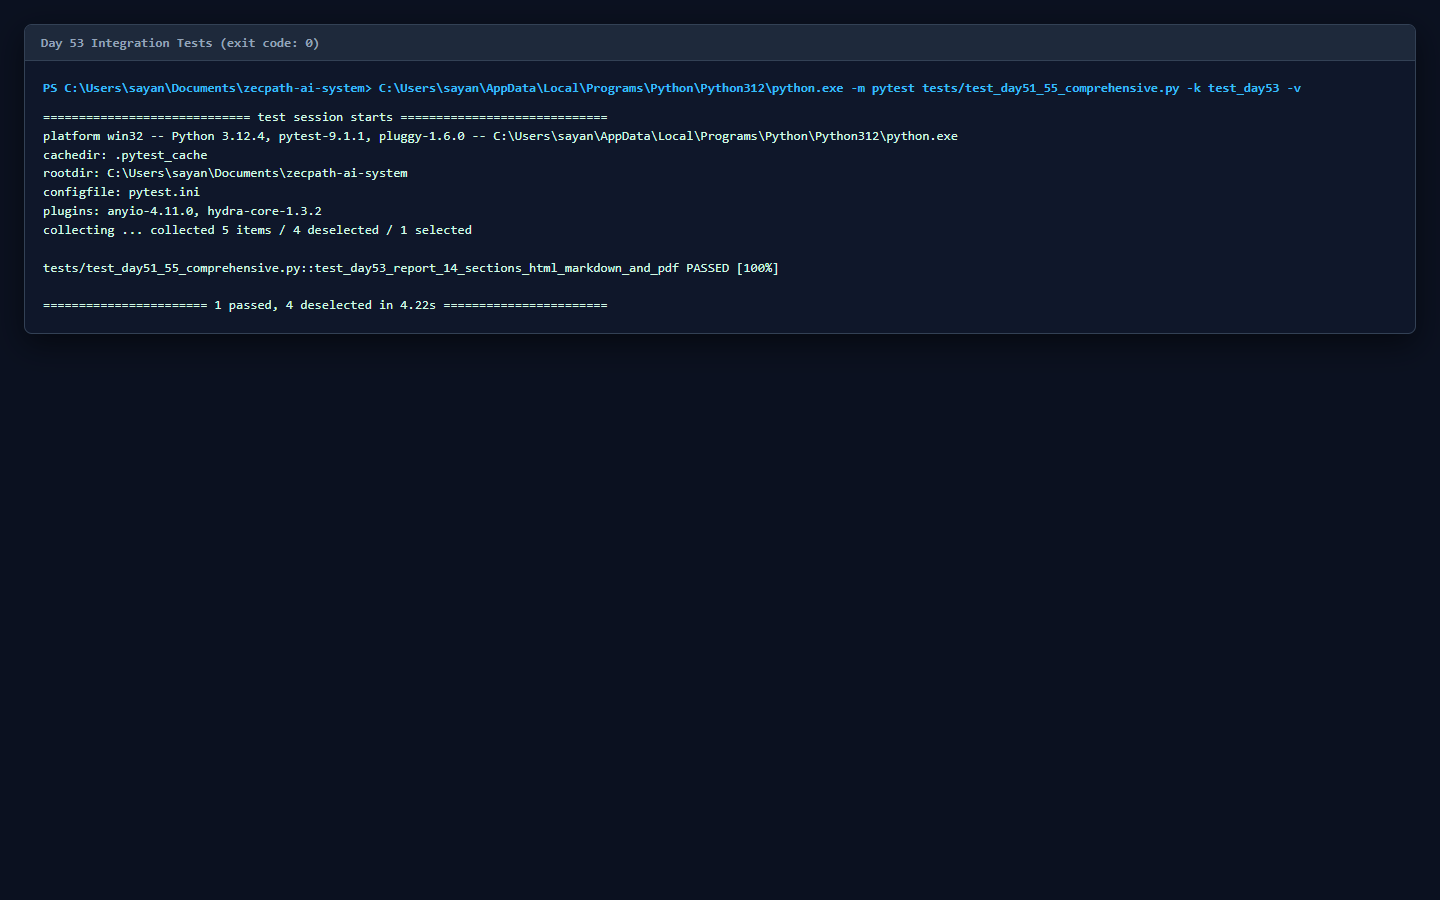 Day 53 Integration Tests (exit code: 0)
PS C:\Users\sayan\Documents\zecpath-ai-system> C:\Users\sayan\AppData\Local\Programs\Python\Python312\python.exe -m pytest tests/test_day51_55_comprehensive.py -k test_day53 -v
============================= test session starts =============================
platform win32 -- Python 3.12.4, pytest-9.1.1, pluggy-1.6.0 -- C:\Users\sayan\AppData\Local\Programs\Python\Python312\python.exe
cachedir: .pytest_cache
rootdir: C:\Users\sayan\Documents\zecpath-ai-system
configfile: pytest.ini
plugins: anyio-4.11.0, hydra-core-1.3.2
collecting ... collected 5 items / 4 deselected / 1 selected
tests/test_day51_55_comprehensive.py::test_day53_report_14_sections_html_markdown_and_pdf PASSED [100%]
======================= 1 passed, 4 deselected in 4.22s =======================